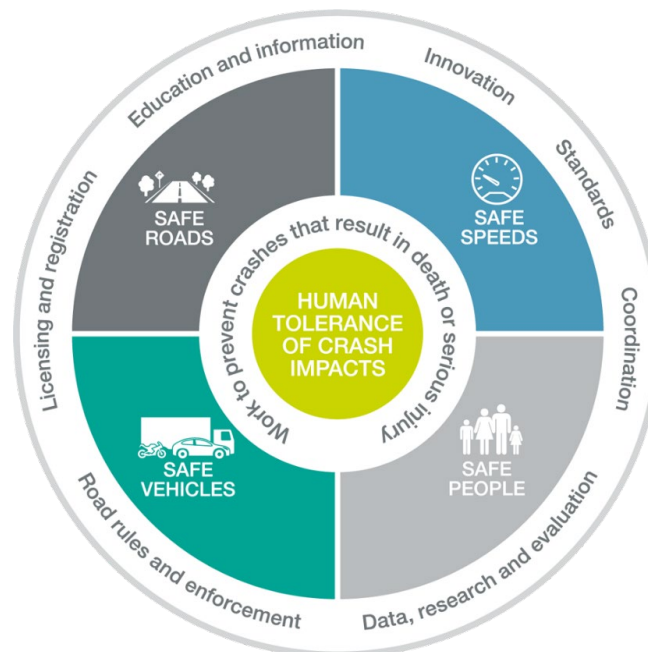 Education and information
Innovation
Standards
Coordination
Data, research and evaluation
Road rules and enforcement
Licensing and registration
SAFE
ROADS
SAFE
SPEEDS
SAFE
VEHICLES
SAFE
PEOPLE
Work to prevent crashes that result in death or serious injury
HUMAN
TOLERANCE
OF CRASH
IMPACTS